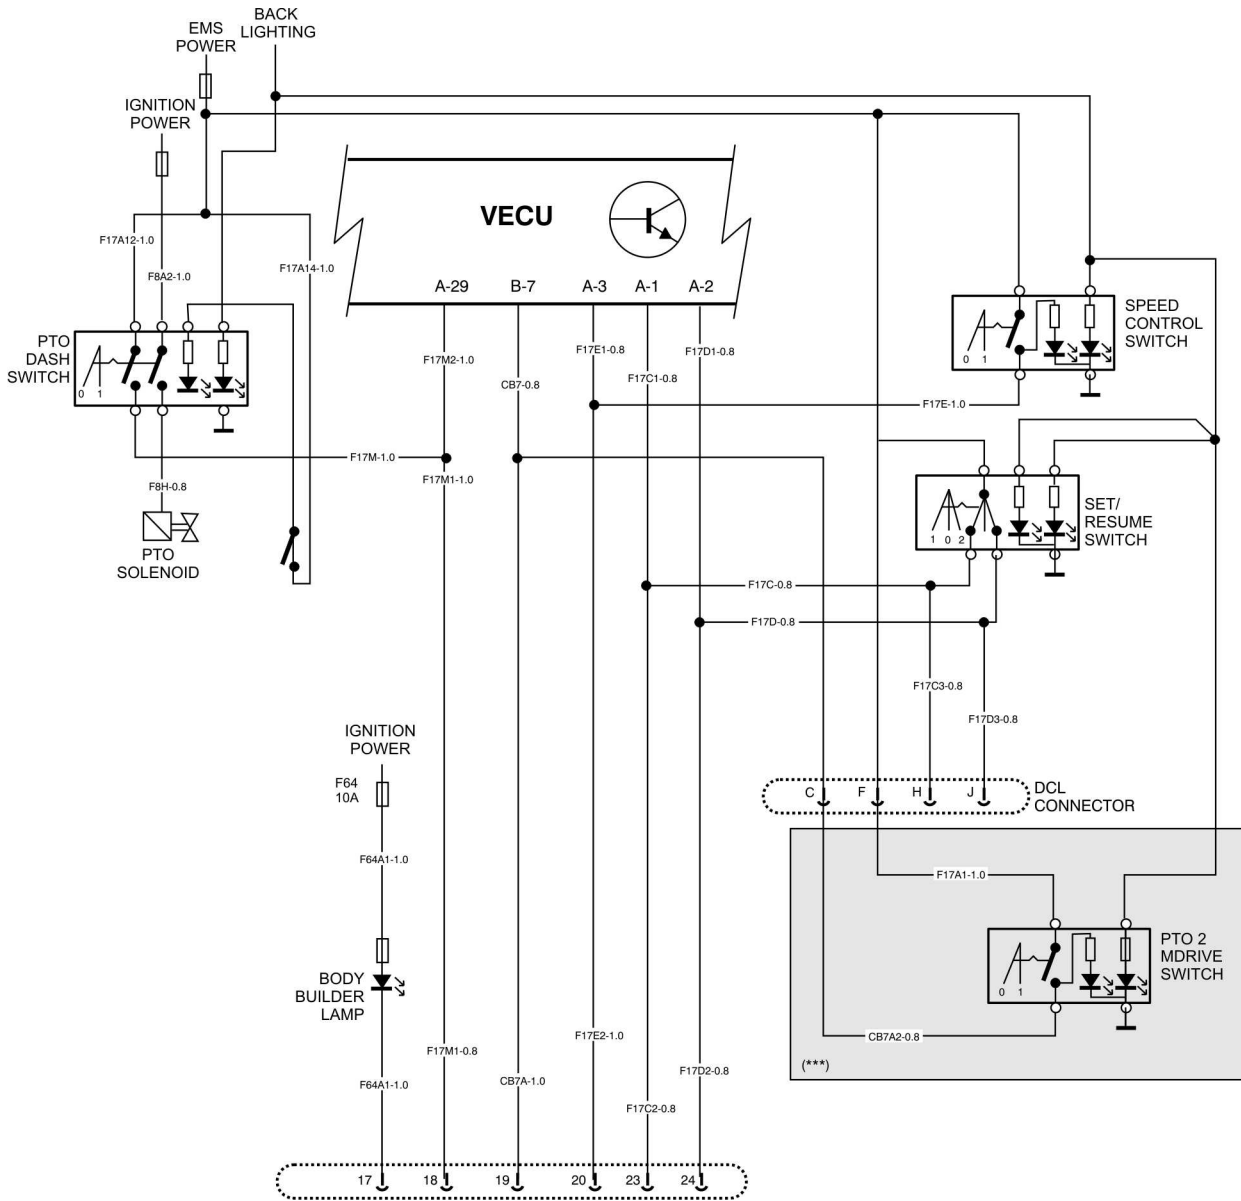 BACK
LIGHTING
EMS
POWER
IGNITION
POWER
VECU
A-29 B-7 A-3 A-1 A-2
F17A12-1.0
F8A2-1.0
F17A14-1.0
PTO
DASH
SWITCH
0 1
F17M2-1.0
CB7-0.8
F17E1-0.8
F17C1-0.8
F17D1-0.8
SPEED
CONTROL
SWITCH
0 1
F17E-1.0
F17M-1.0
F17M1-1.0
F8H-0.8
PTO
SOLENOID
SET/
RESUME
SWITCH
1 0 2
F17C-0.8
F17D-0.8
F17C3-0.8
F17D3-0.8
IGNITION
POWER
F64
10A
C F H J
DCL
CONNECTOR
F64A1-1.0
F17A1-1.0
PTO 2
MDRIVE
SWITCH
0 1
BODY
BUILDER
LAMP
CB7A2-0.8
(***)
F17M1-0.8
F17E2-1.0
F64A1-1.0
CB7A-1.0
F17D2-0.8
F17C2-0.8
17 18 19 20 23 24